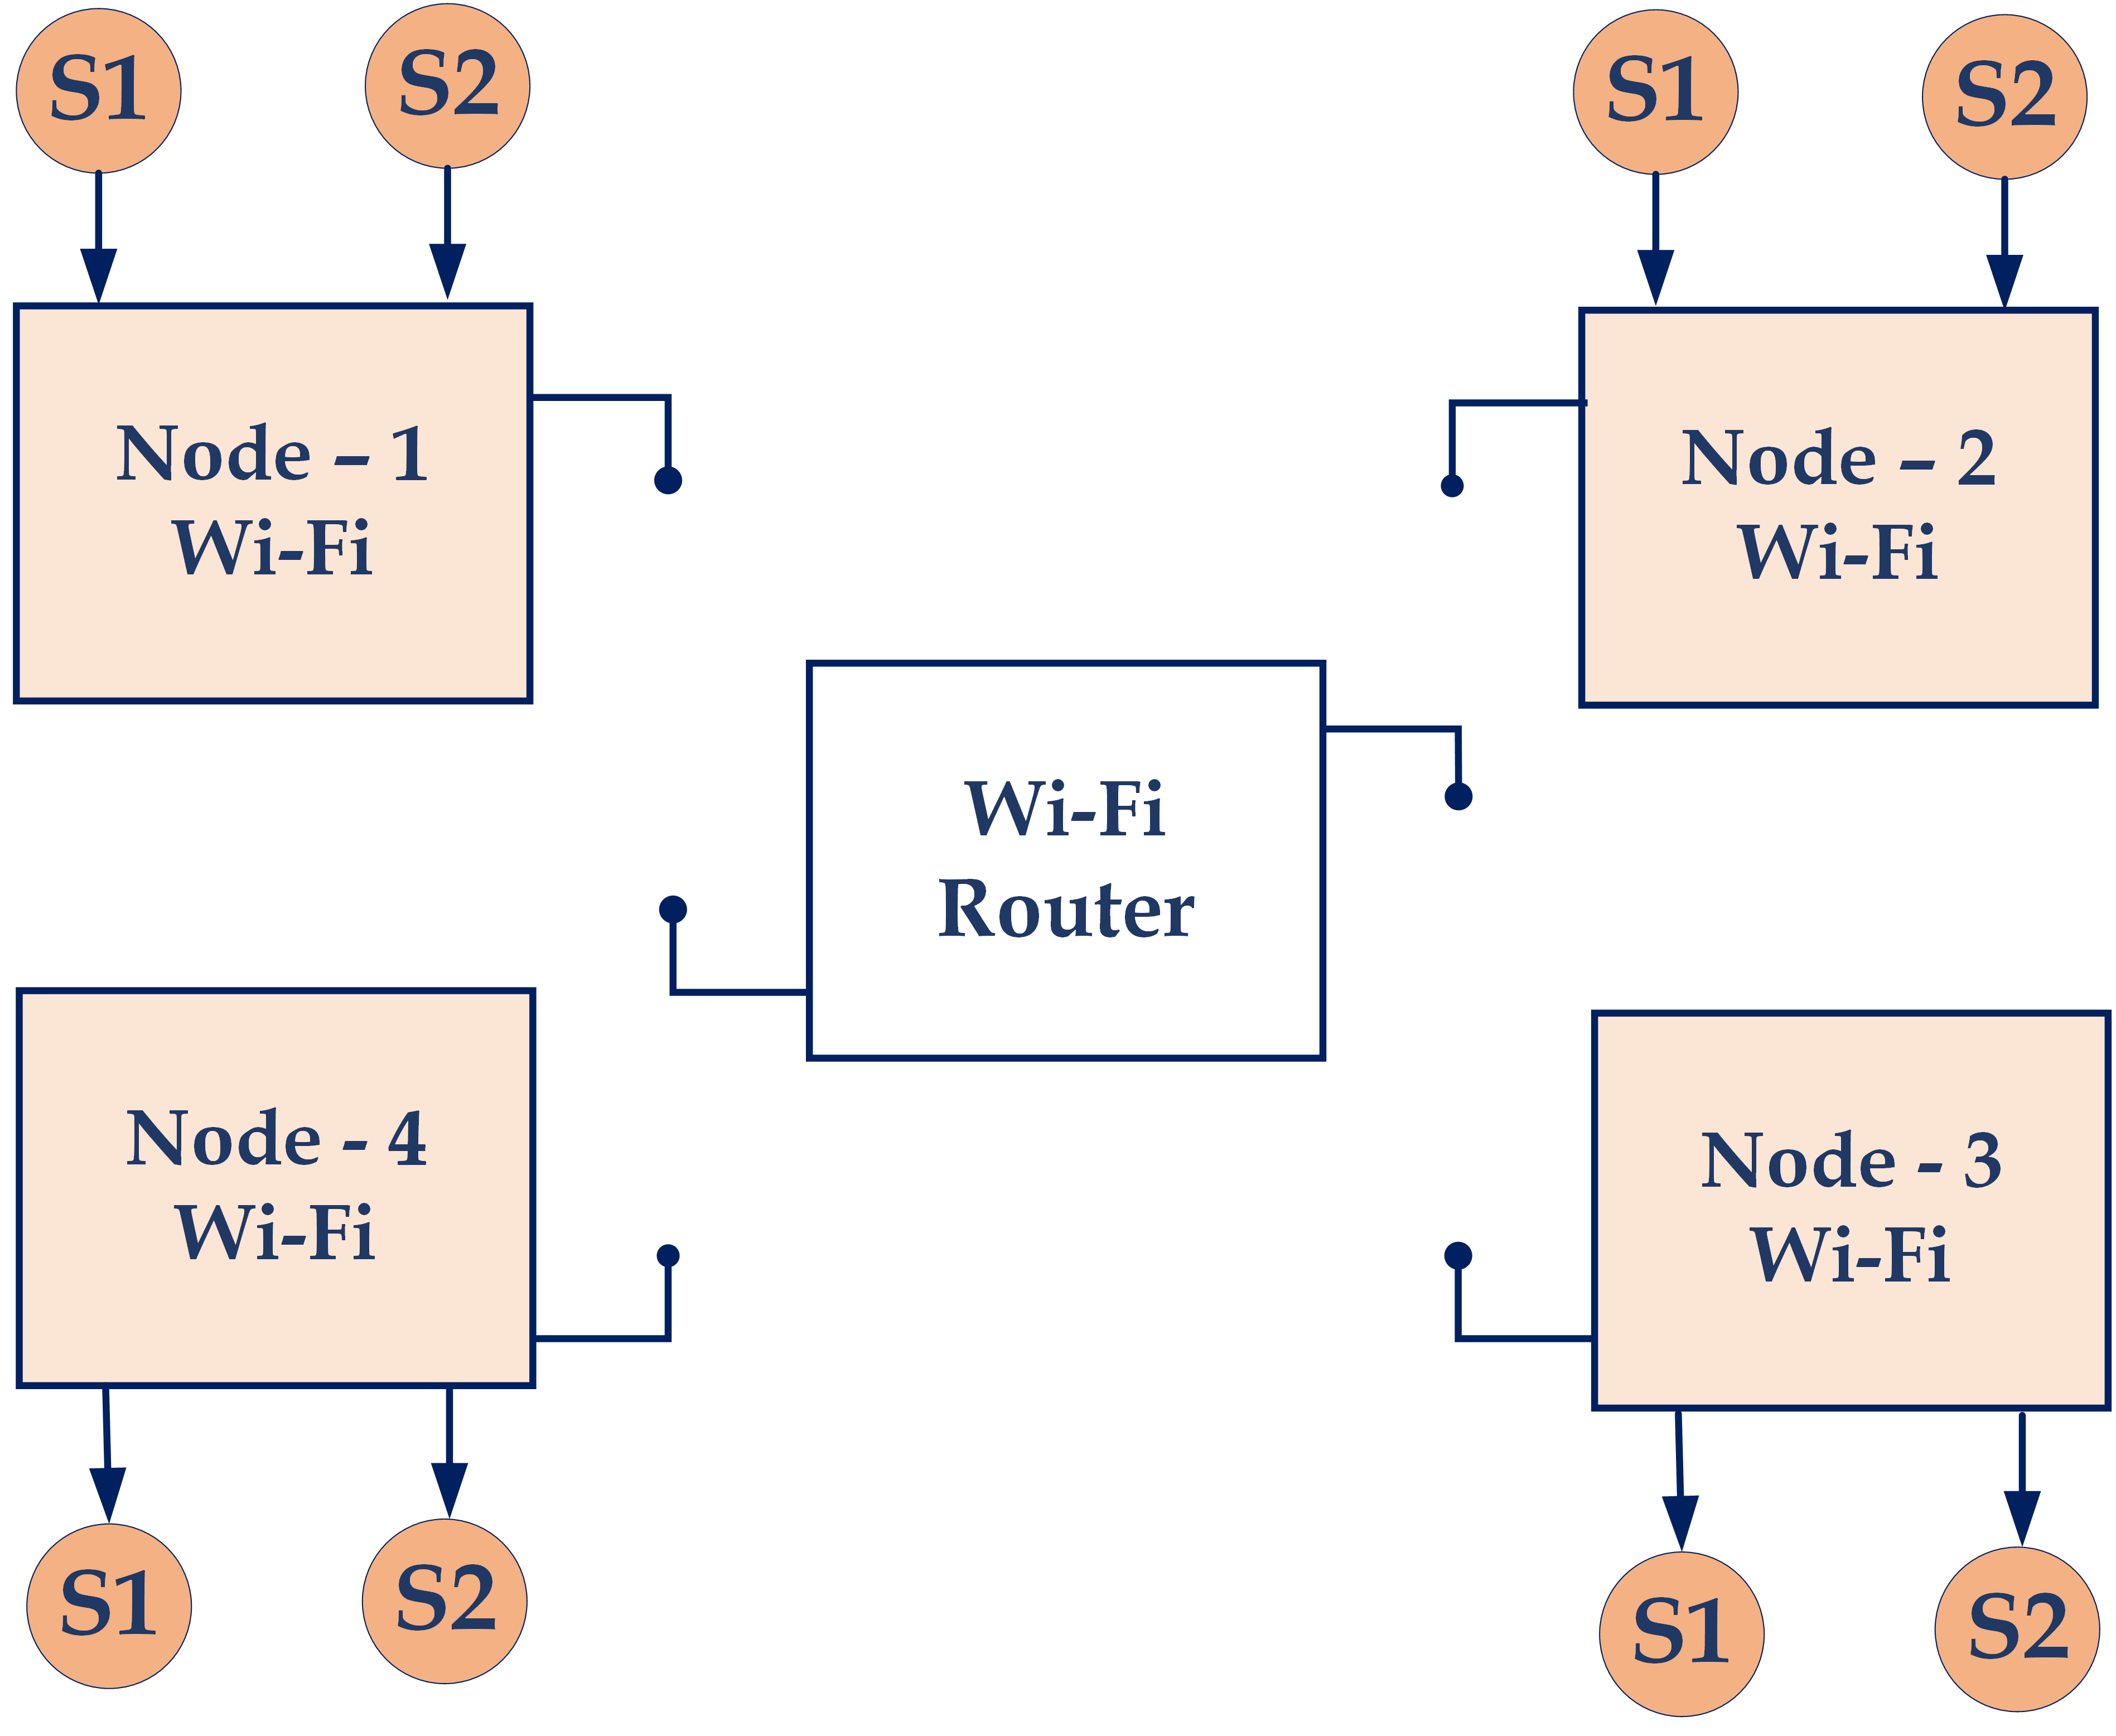 S1
S2
S1
S2
Node – 1
Wi-Fi
Node – 2
Wi-Fi
Wi-Fi
Router
Node - 4
Wi-Fi
Node - 3
Wi-Fi
S1
S2
S1
S2